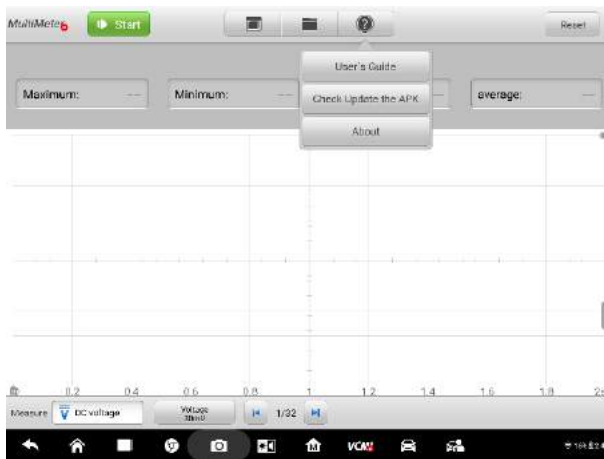 MultiMeter
Start
Reset
User's Guide
Check Update the APK
About
Maximum: --
Minimum: --
average: --
0.2 0.4 0.6 0.8 1 1.2 1.4 1.6 1.8
Measure DC voltage Voltage 1/32
VCMI